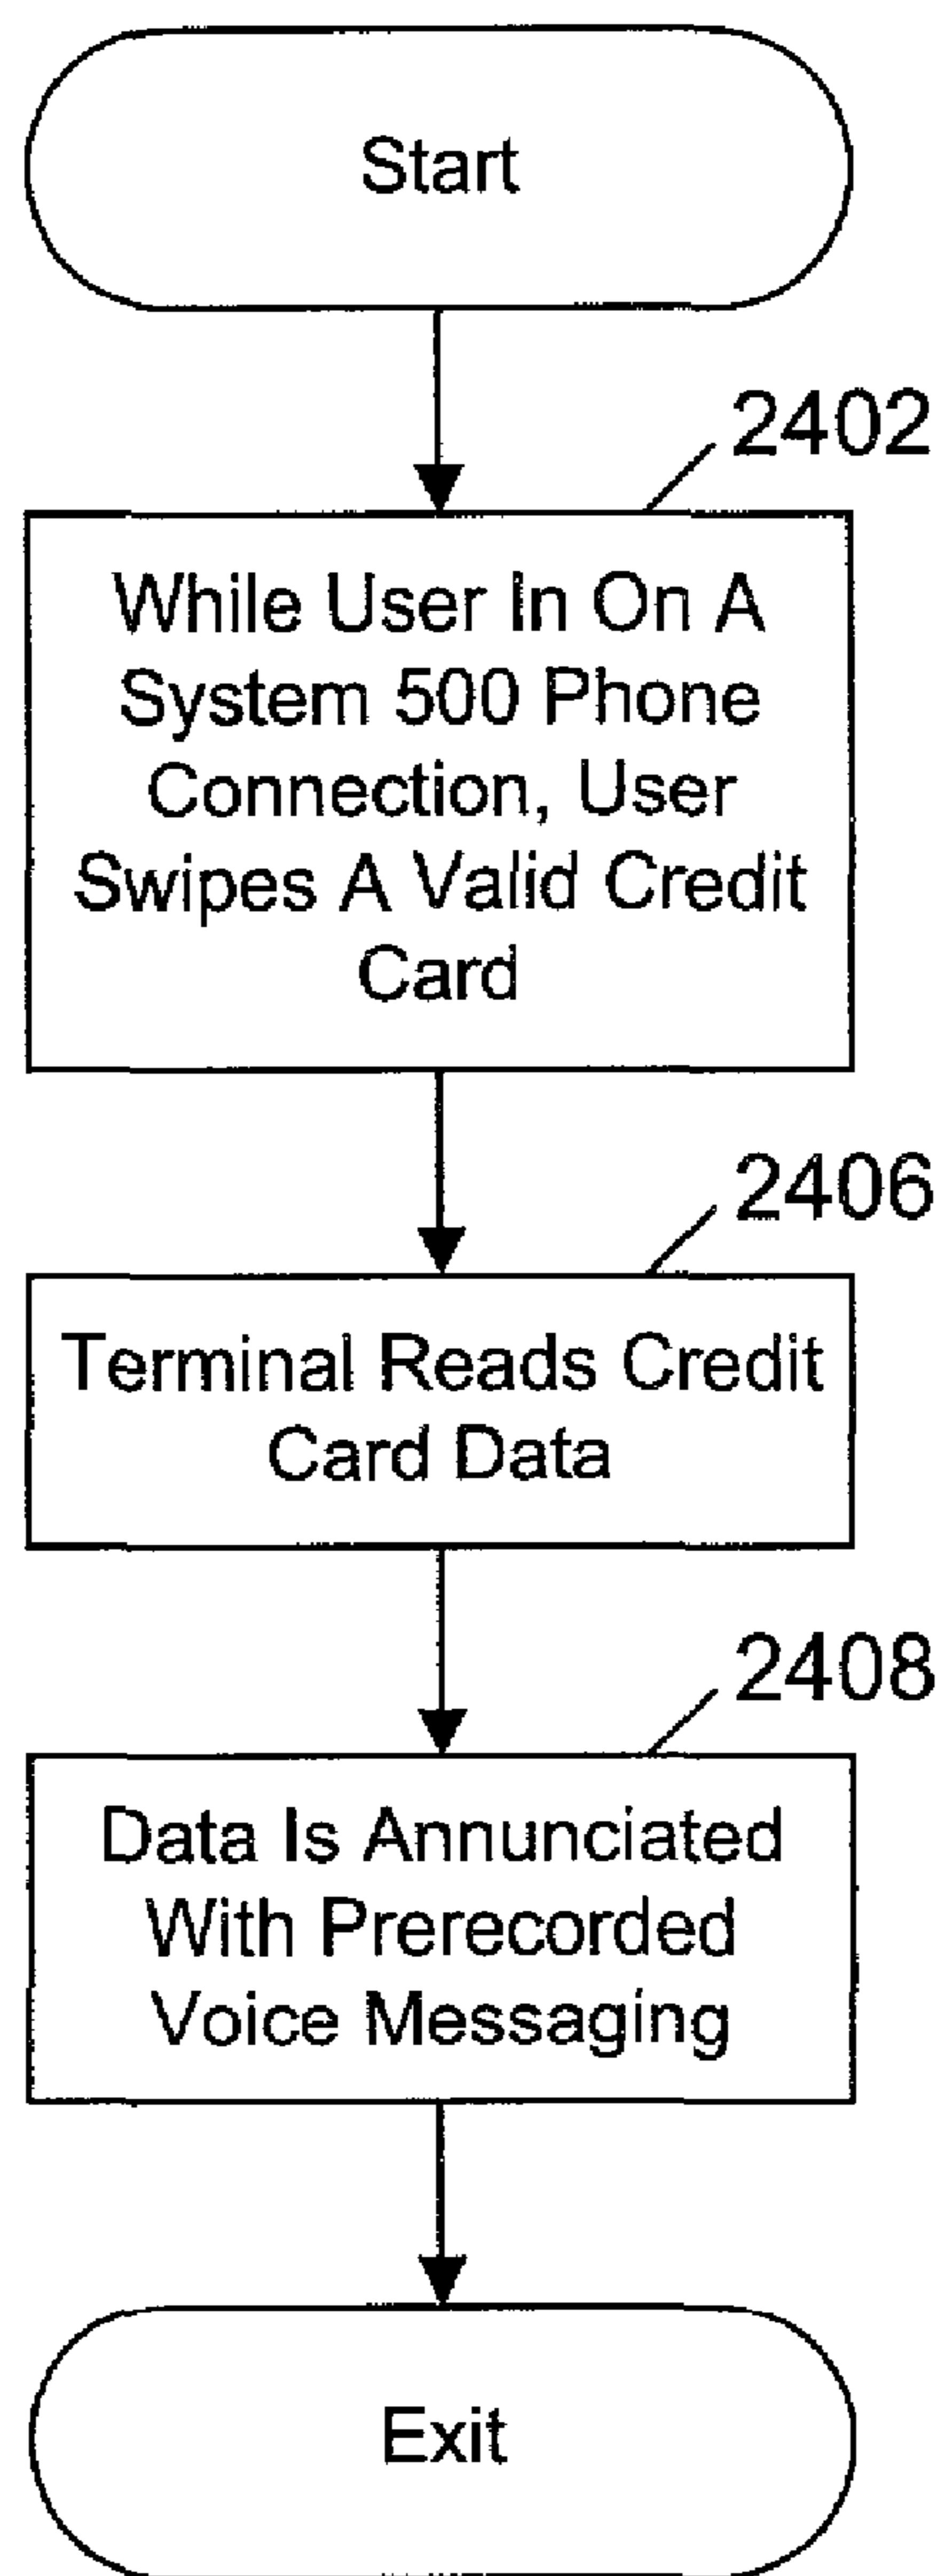 Start
2402
While User In On A
System 500 Phone
Connection, User
Swipes A Valid Credit
Card
2406
Terminal Reads Credit
Card Data
2408
Data Is Annunciated
With Prerecorded
Voice Messaging
Exit